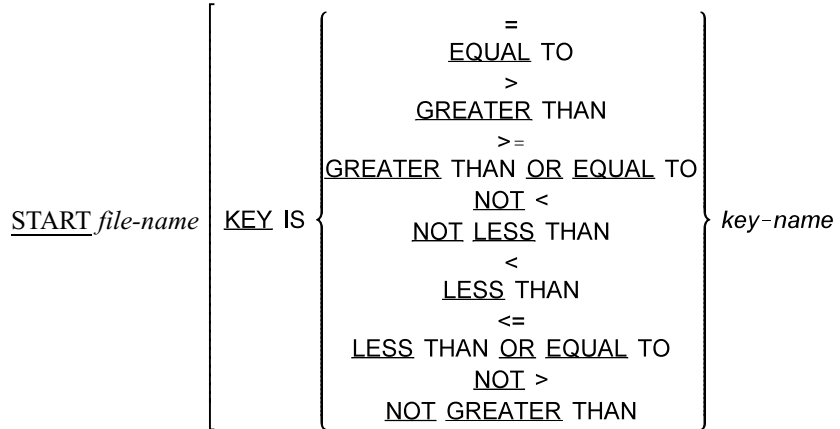 =
EQUAL TO
>
GREATER THAN
>=
GREATER THAN OR EQUAL TO
NOT <
START file-name KEY IS NOT LESS THAN key-name
<
LESS THAN
<=
LESS THAN OR EQUAL TO
NOT >
NOT GREATER THAN